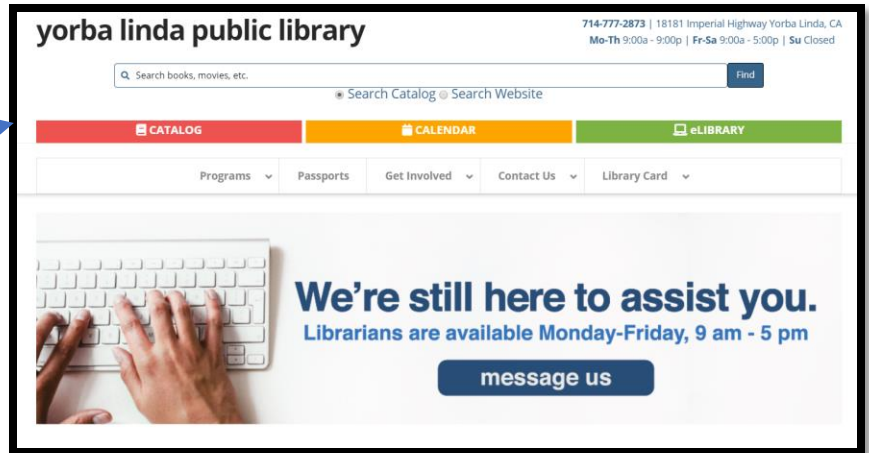 yorba linda public library
714-777-2873 | 18181 Imperial Highway Yorba Linda, CA
Mo-Th 9:00a - 9:00p | Fr-Sa 9:00a - 5:00p | Su Closed
Search books, movies, etc.
Find
Search Catalog Search Website
CATALOG
CALENDAR
eLIBRARY
Programs
Passports
Get Involved
Contact Us
Library Card
We're still here to assist you.
Librarians are available Monday-Friday, 9 am - 5 pm
message us